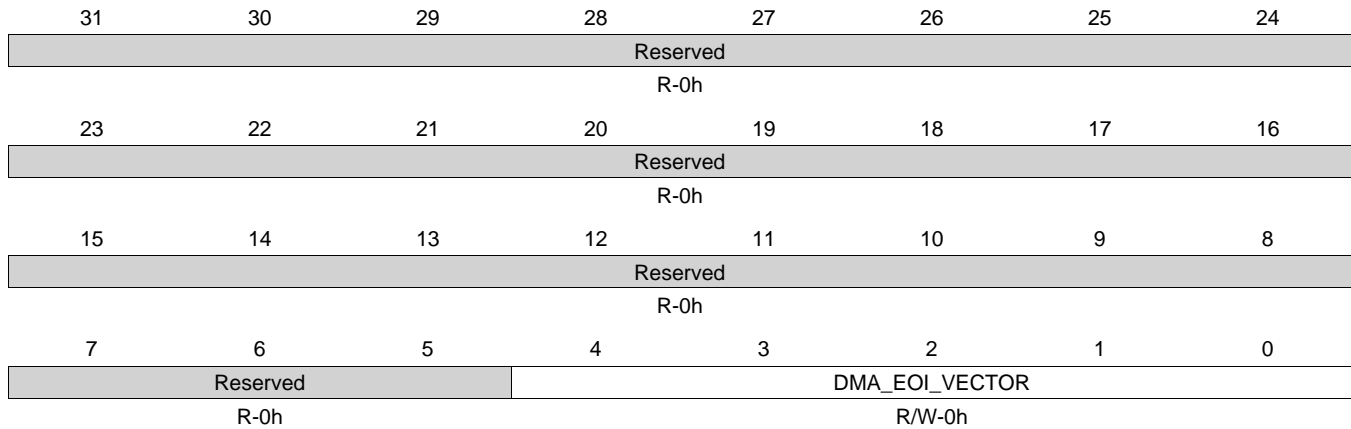 31 30 29 28 27 26 25 24
Reserved
R-0h
23 22 21 20 19 18 17 16
Reserved
R-0h
15 14 13 12 11 10 9 8
Reserved
R-0h
7 6 5 4 3 2 1 0
Reserved DMA_EOI_VECTOR
R-0h R/W-0h